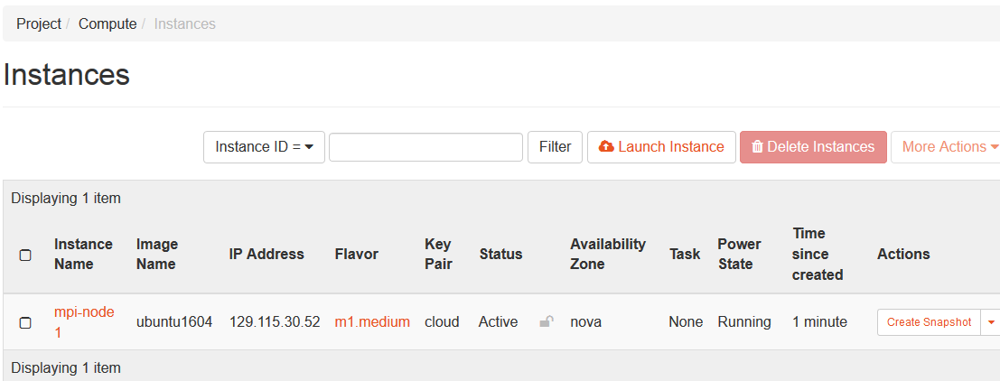 Project / Compute / Instances
Instances
Instance ID = Filter Launch Instance Delete Instances More Actions
Displaying 1 item
Instance Name Image Name IP Address Flavor Key Pair Status Availability Zone Task Power State Time since created Actions
mpi-node 1 ubuntu1604 129.115.30.52 m1.medium cloud Active nova None Running 1 minute Create Snapshot
Displaying 1 item